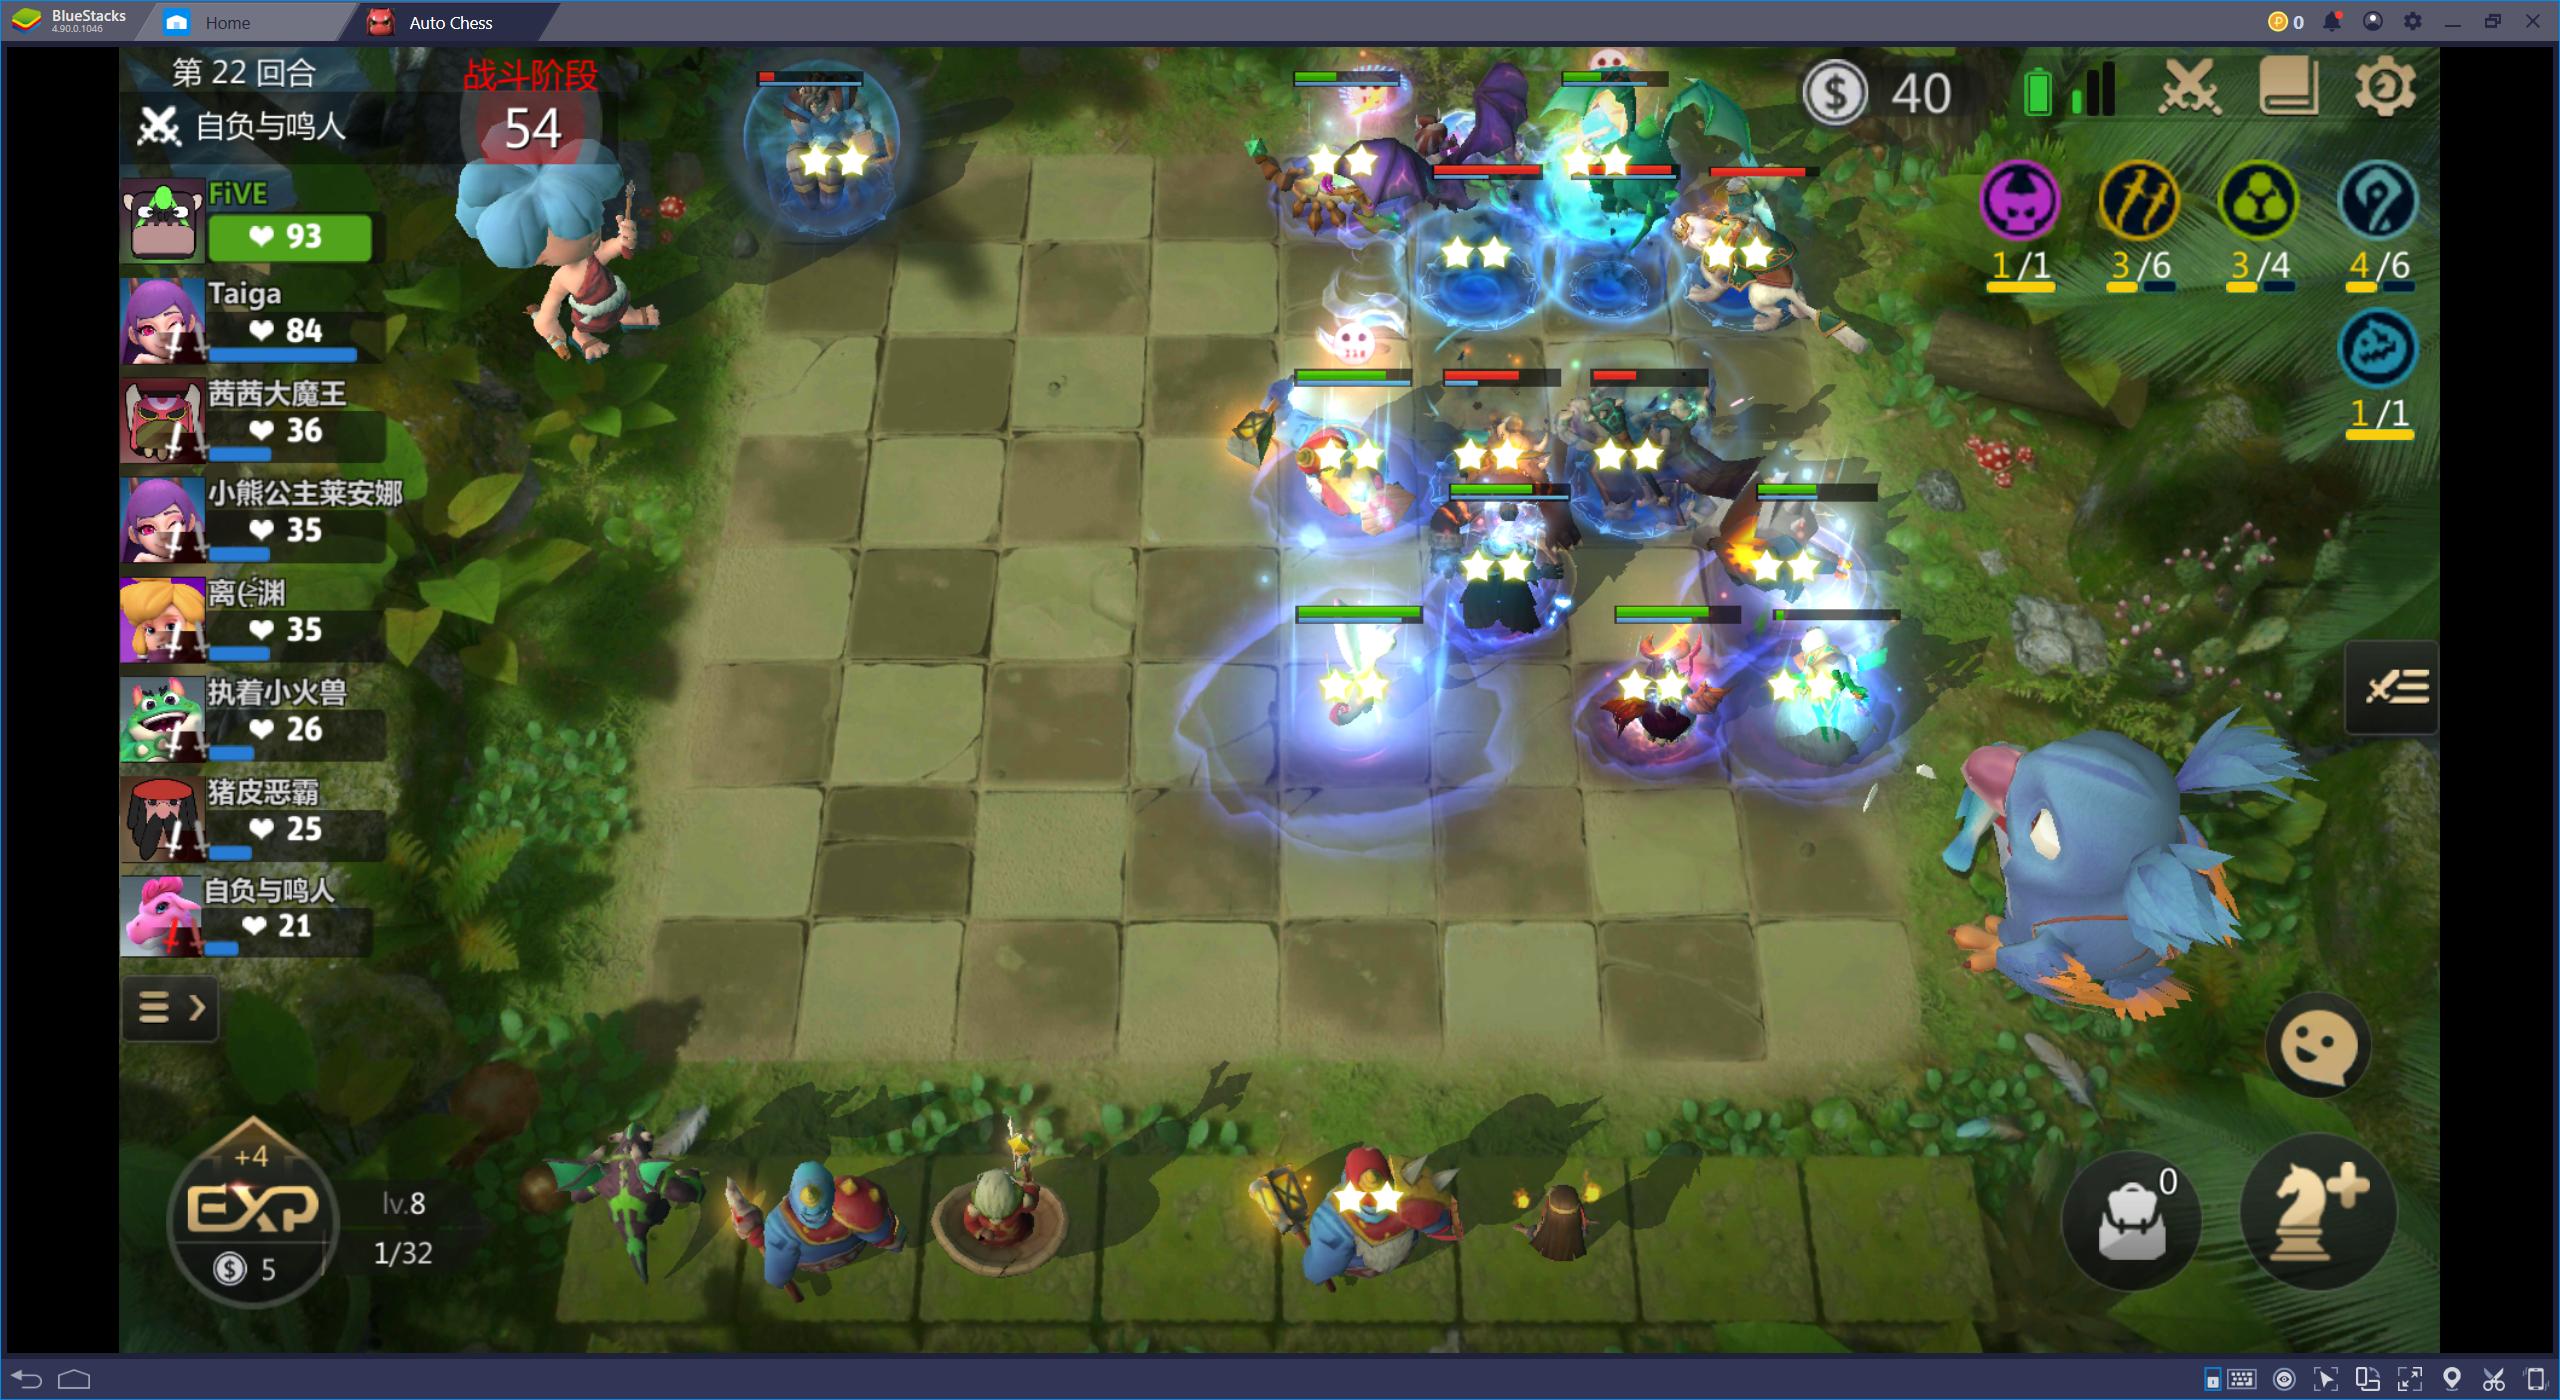 BlueStacks
4.90.0.1046
Home
Auto Chess
0
第 22 回合
战斗阶段
自负与鸣人
54
40
FiVE
93
Taiga
84
茜茜大魔王
36
小熊公主莱安娜
35
离(≥渊
35
执着小火兽
26
猪皮恶霸
25
自负与鸣人
21
1/1
3/6
3/4
4/6
1/1
+4
EXP
5
lv.8
1/32
0